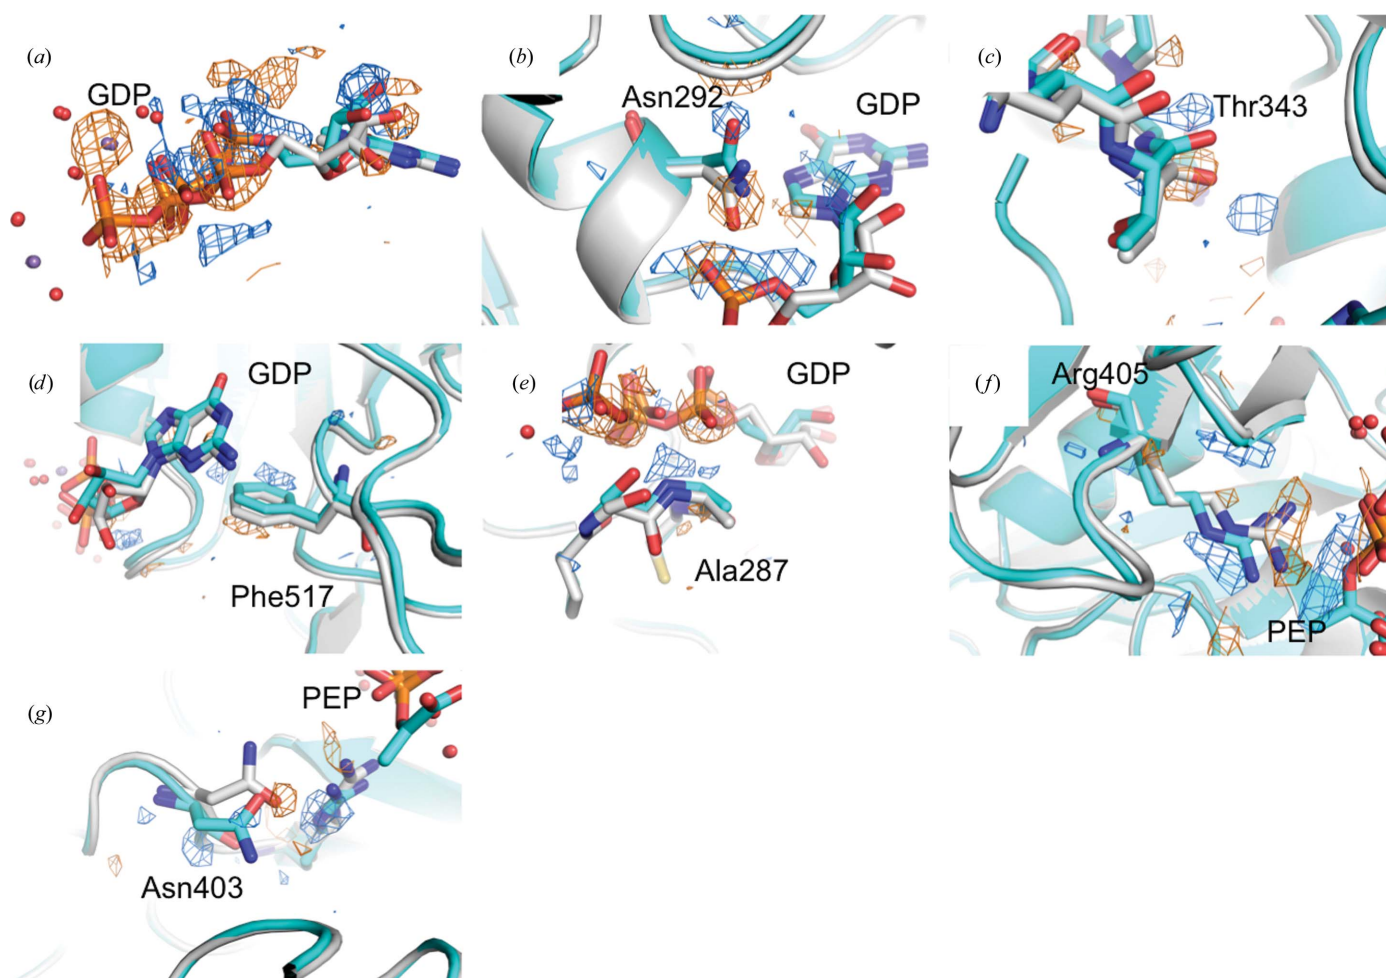 (a)
GDP
(b)
Asn292
GDP
(c)
Thr343
(d)
GDP
Phe517
(e)
GDP
Ala287
(f)
Arg405
PEP
(g)
PEP
Asn403